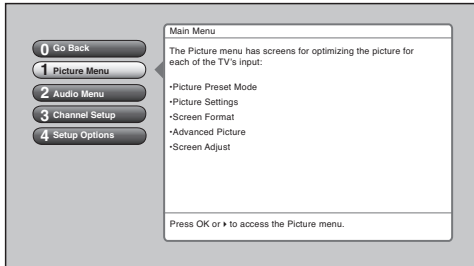 Main Menu
0 Go Back
1 Picture Menu
2 Audio Menu
3 Channel Setup
4 Setup Options
The Picture menu has screens for optimizing the picture for
each of the TV's input:
•Picture Preset Mode
•Picture Settings
•Screen Format
•Advanced Picture
•Screen Adjust
Press OK or ▸ to access the Picture menu.